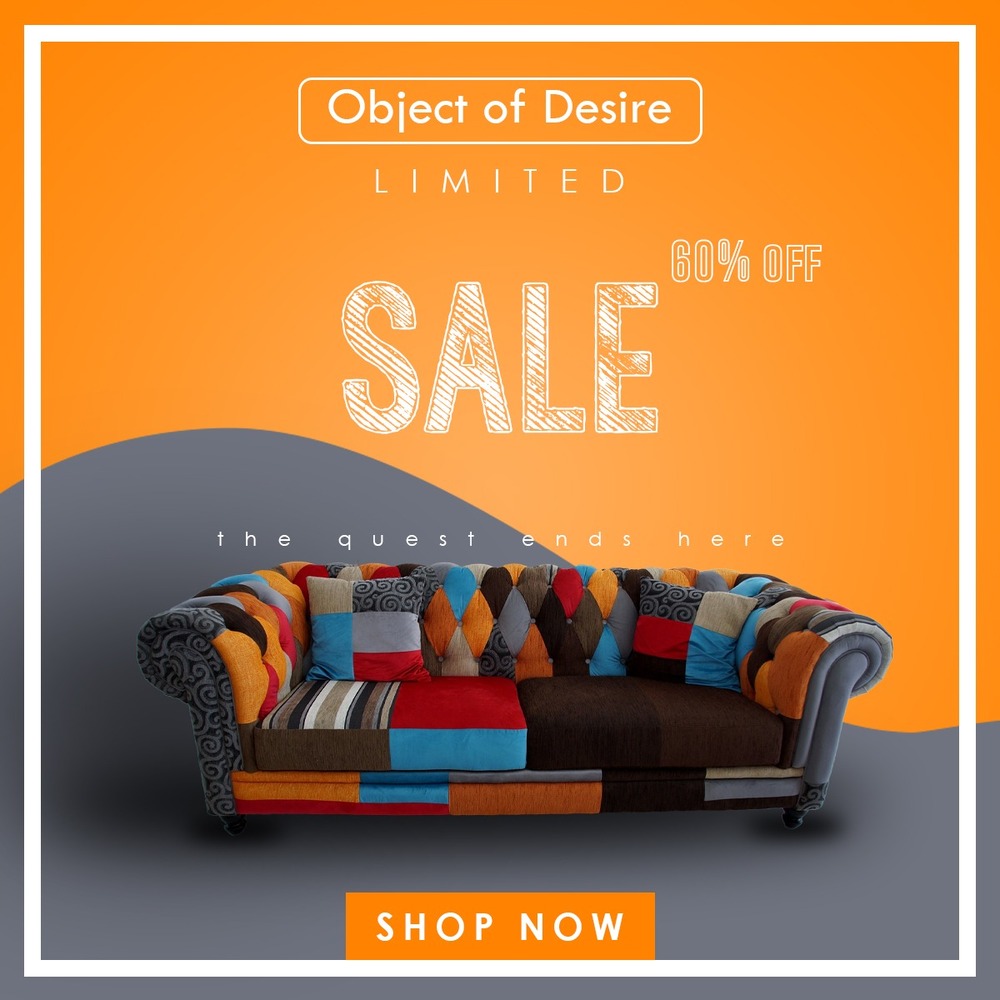 Object of Desire
LIMITED
60% OFF
SALE
the quest ends here
SHOP NOW